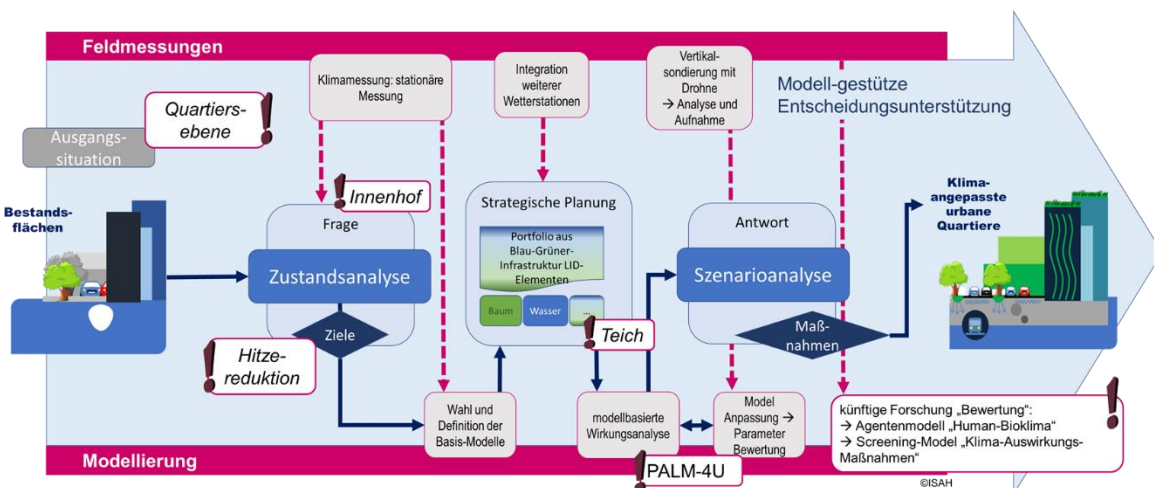 Feldmessungen
Klimamessung: stationäre
Messung
Integration
weiterer
Wetterstationen
Vertikal-
sondierung mit
Drohne
→ Analyse und
Aufnahme
Modell-gestütze
Entscheidungsunterstützung
Quartiers-
ebene
!
Ausgangs-
situation
Bestands-
flächen
! Innenhof
Frage
Zustandsanalyse
Ziele
! Hitze-
reduktion
Strategische Planung
Portfolio aus
Blau-Grüner-
Infrastruktur LID-
Elementen
Baum
Wasser
...
! Teich
Antwort
Szenarioanalyse
Maß-
nahmen
Klima-
angepasste
urbane
Quartiere
Wahl und
Definition der
Basis-Modelle
modellbasierte
Wirkungsanalyse
Model
Anpassung →
Parameter
Bewertung
! PALM-4U
künftige Forschung „Bewertung“:
→ Agentenmodell „Human-Bioklima“
→ Screening-Model „Klima-Auswirkungs-
Maßnahmen“
!
Modellierung
©ISAH